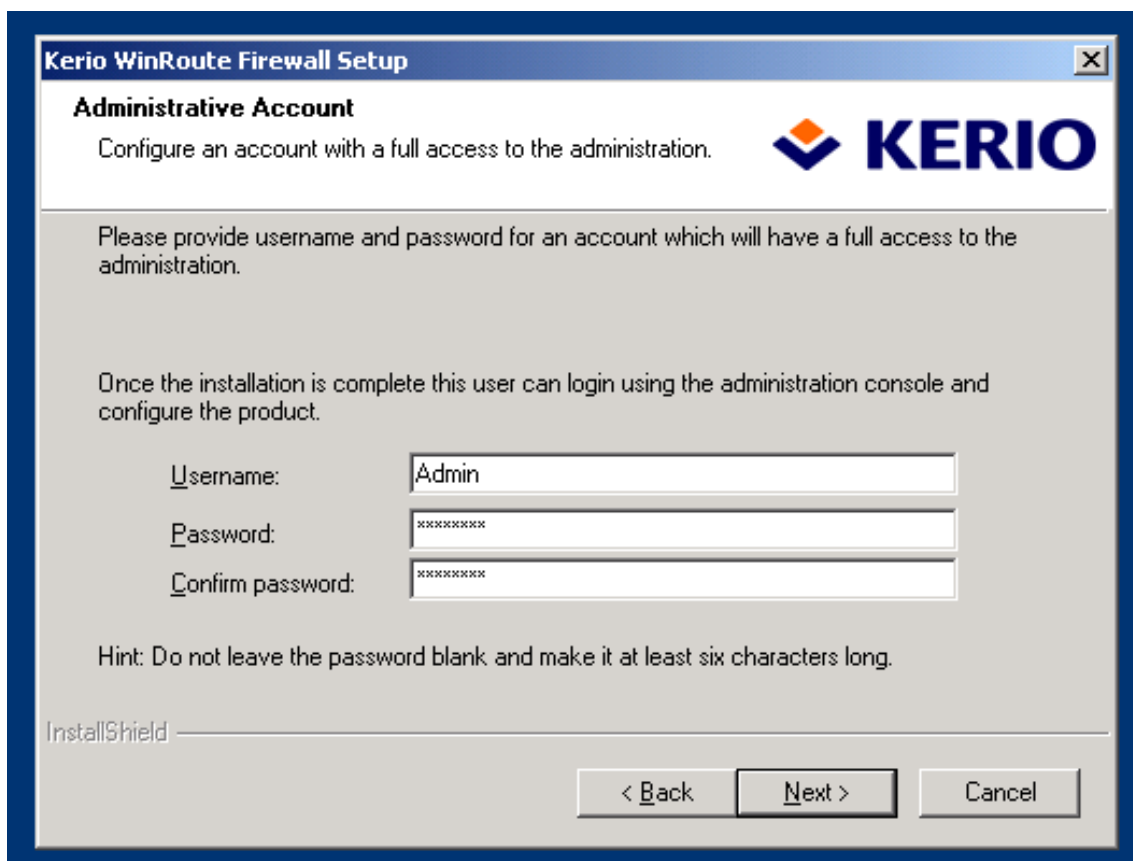 Kerio WinRoute Firewall Setup
Administrative Account
Configure an account with a full access to the administration.
KERIO
Please provide username and password for an account which will have a full access to the
administration.
Once the installation is complete this user can login using the administration console and
configure the product.
Username: Admin
Password: ********
Confirm password: ********
Hint: Do not leave the password blank and make it at least six characters long.
InstallShield
< Back Next > Cancel